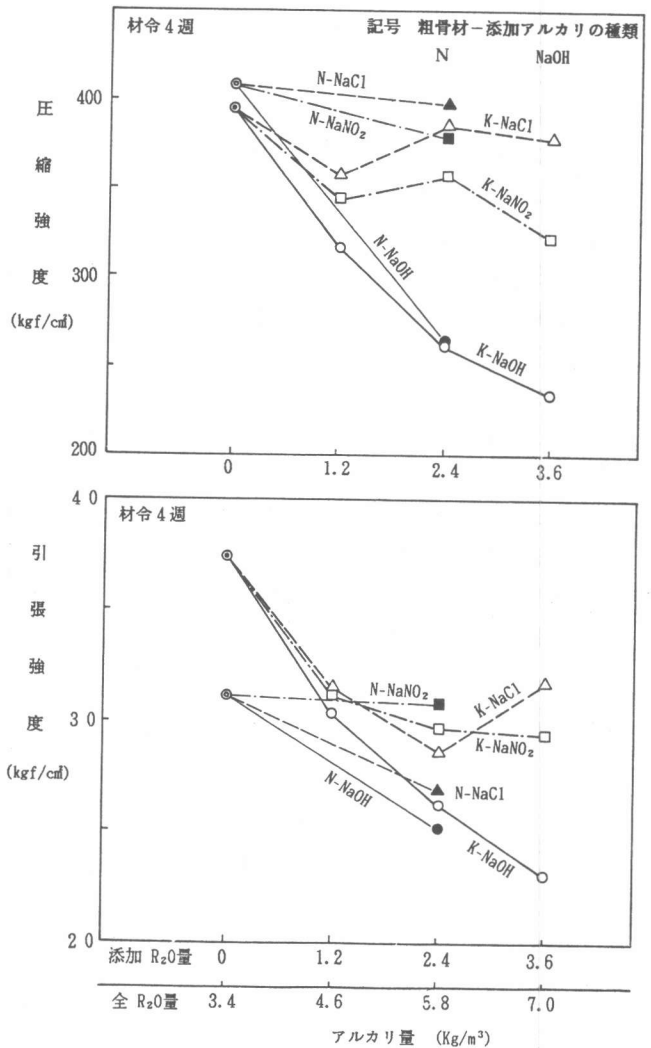 材令4週
記号 粗骨材－添加アルカリの種類
N NaOH
圧縮強度
(kgf/c㎡)
400
300
200
N-NaCl
N-NaNO₂
K-NaCl
K-NaNO₂
N-NaOH
K-NaOH
0 1.2 2.4 3.6
材令4週
引張強度
(kgf/c㎡)
40
30
20
N-NaNO₂
K-NaCl
K-NaNO₂
N-NaCl
N-NaOH
K-NaOH
添加 R₂O量 0 1.2 2.4 3.6
全 R₂O量 3.4 4.6 5.8 7.0
アルカリ量 (Kg/m³)